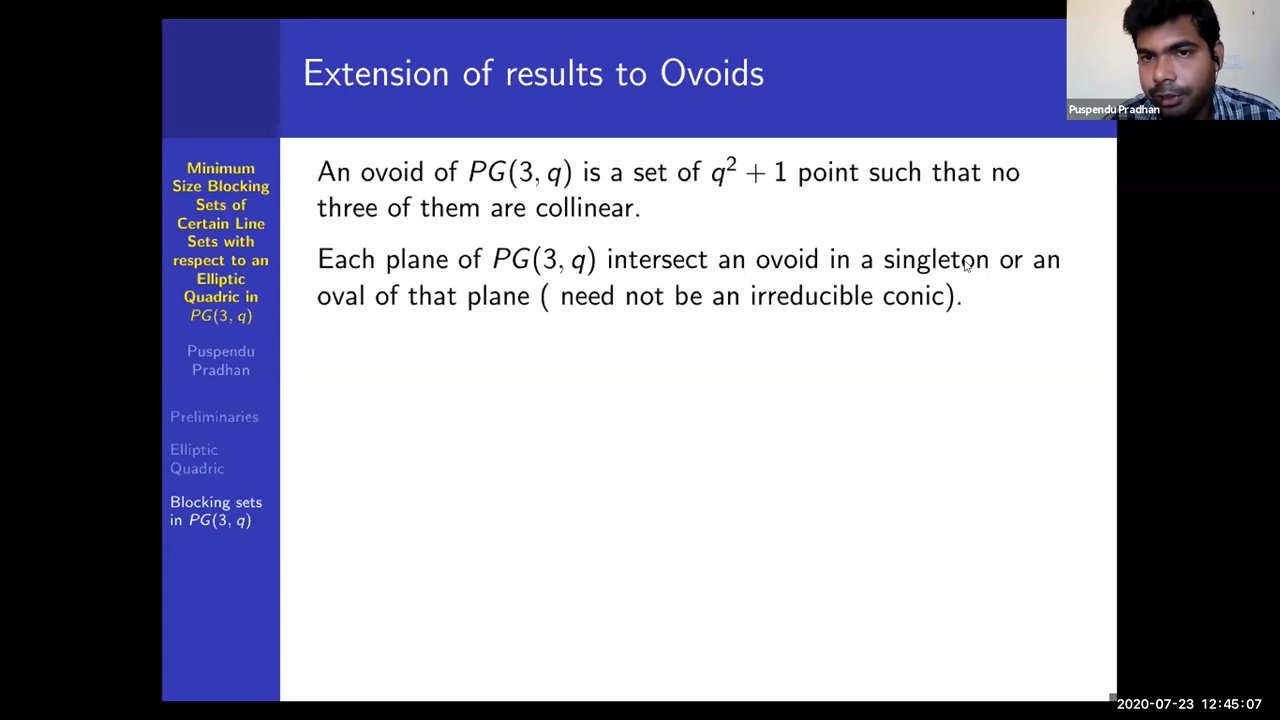 Extension of results to Ovoids
Puspendu Pradhan
Minimum
Size Blocking
Sets of
Certain Line
Sets with
respect to an
Elliptic
Quadric in
PG(3, q)
Puspendu
Pradhan
Preliminaries
Elliptic
Quadric
Blocking sets
in PG(3, q)
An ovoid of PG(3, q) is a set of q² + 1 point such that no
three of them are collinear.
Each plane of PG(3, q) intersect an ovoid in a singleton or an
oval of that plane ( need not be an irreducible conic).
2020-07-23 12:45:07